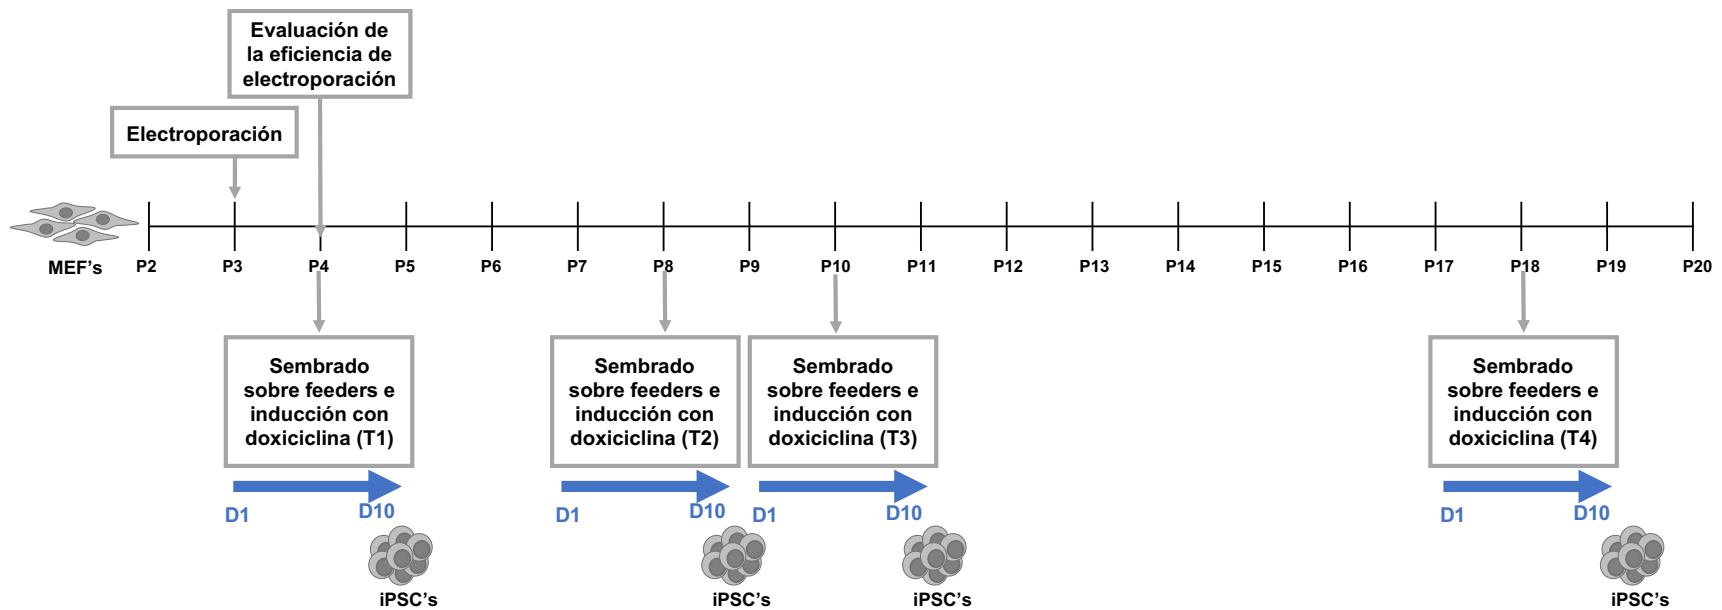 Evaluación de
la eficiencia de
electroporación
Electroporación
MEF's
P2
P3
P4
P5
P6
P7
P8
P9
P10
P11
P12
P13
P14
P15
P16
P17
P18
P19
P20
Sembrado
sobre feeders e
inducción con
doxiciclina (T1)
Sembrado
sobre feeders e
inducción con
doxiciclina (T2)
Sembrado
sobre feeders e
inducción con
doxiciclina (T3)
Sembrado
sobre feeders e
inducción con
doxiciclina (T4)
D1
D10
D1
D10
D1
D10
D1
D10
iPSC's
iPSC's
iPSC's
iPSC's